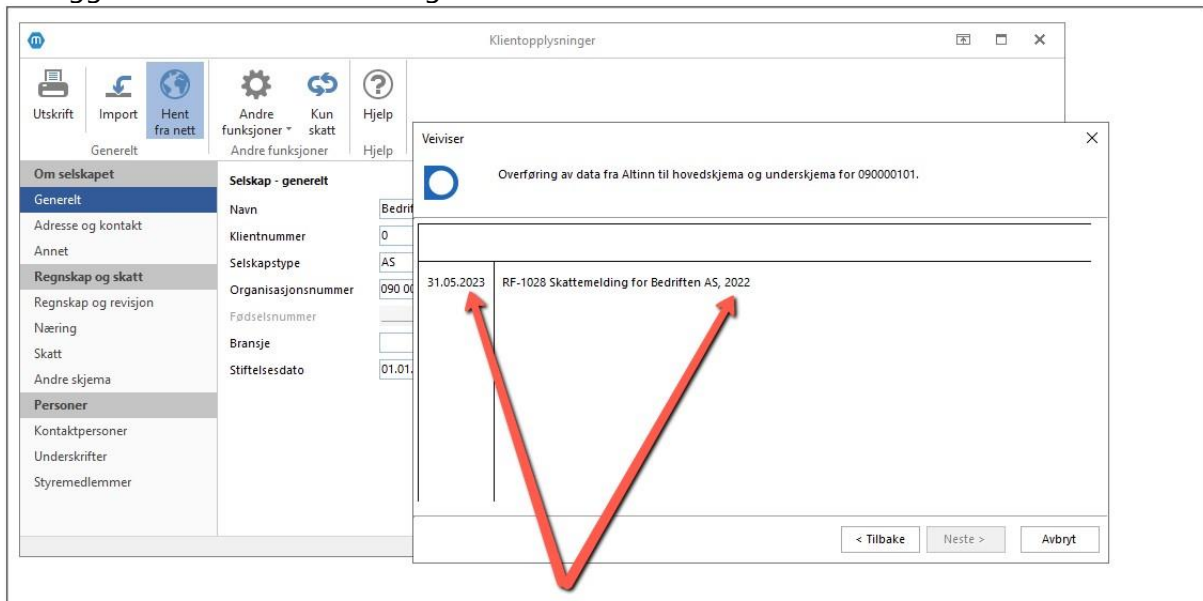 Klientopplysninger
Utskrift
Import
Hent fra nett
Andre funksjoner
Kun skatt
Hjelp
Generelt
Andre funksjoner
Hjelp
Om selskapet
Generelt
Adresse og kontakt
Annet
Regnskap og skatt
Regnskap og revisjon
Næring
Skatt
Andre skjema
Personer
Kontaktpersoner
Underskrifter
Styremedlemmer
Selskap - generelt
Navn
Klientnummer 0
Selskapstype AS
Organisasjonsnummer
Fødselsnummer
Bransje
Stiftelsesdato 01.01.
Veiviser
Overføring av data fra Altinn til hovedskjema og underskjema for 090000101.
31.05.2023 RF-1028 Skattemelding for Bedriften AS, 2022
< Tilbake
Neste >
Avbryt